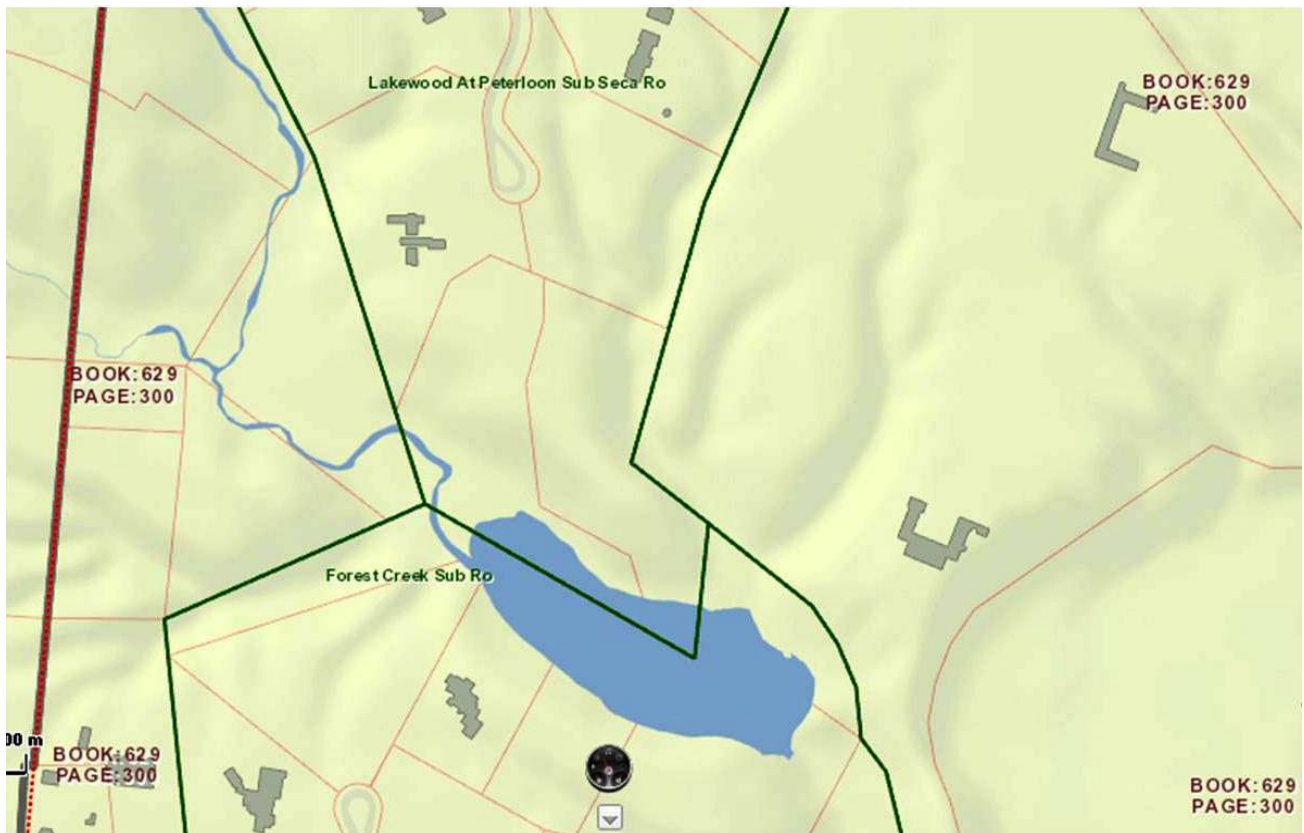 Lakewood At Peterloon Sub Seca Ro
BOOK:629
PAGE:300
BOOK:629
PAGE:300
Forest Creek Sub Ro
00 m
BOOK:629
PAGE:300
BOOK:629
PAGE:300